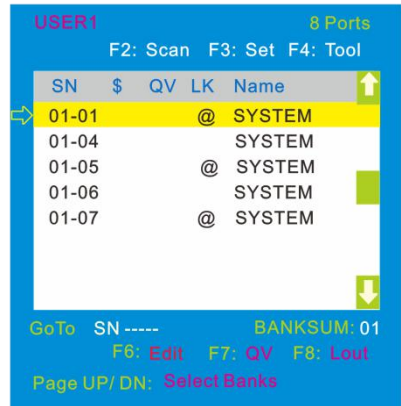 USER1 8 Ports
F2: Scan F3: Set F4: Tool
SN $ QV LK Name
01-01 @ SYSTEM
01-04 SYSTEM
01-05 @ SYSTEM
01-06 SYSTEM
01-07 @ SYSTEM
GoTo SN ----- BANKSUM: 01
F6: Edit F7: QV F8: Lout
Page UP/ DN: Select Banks